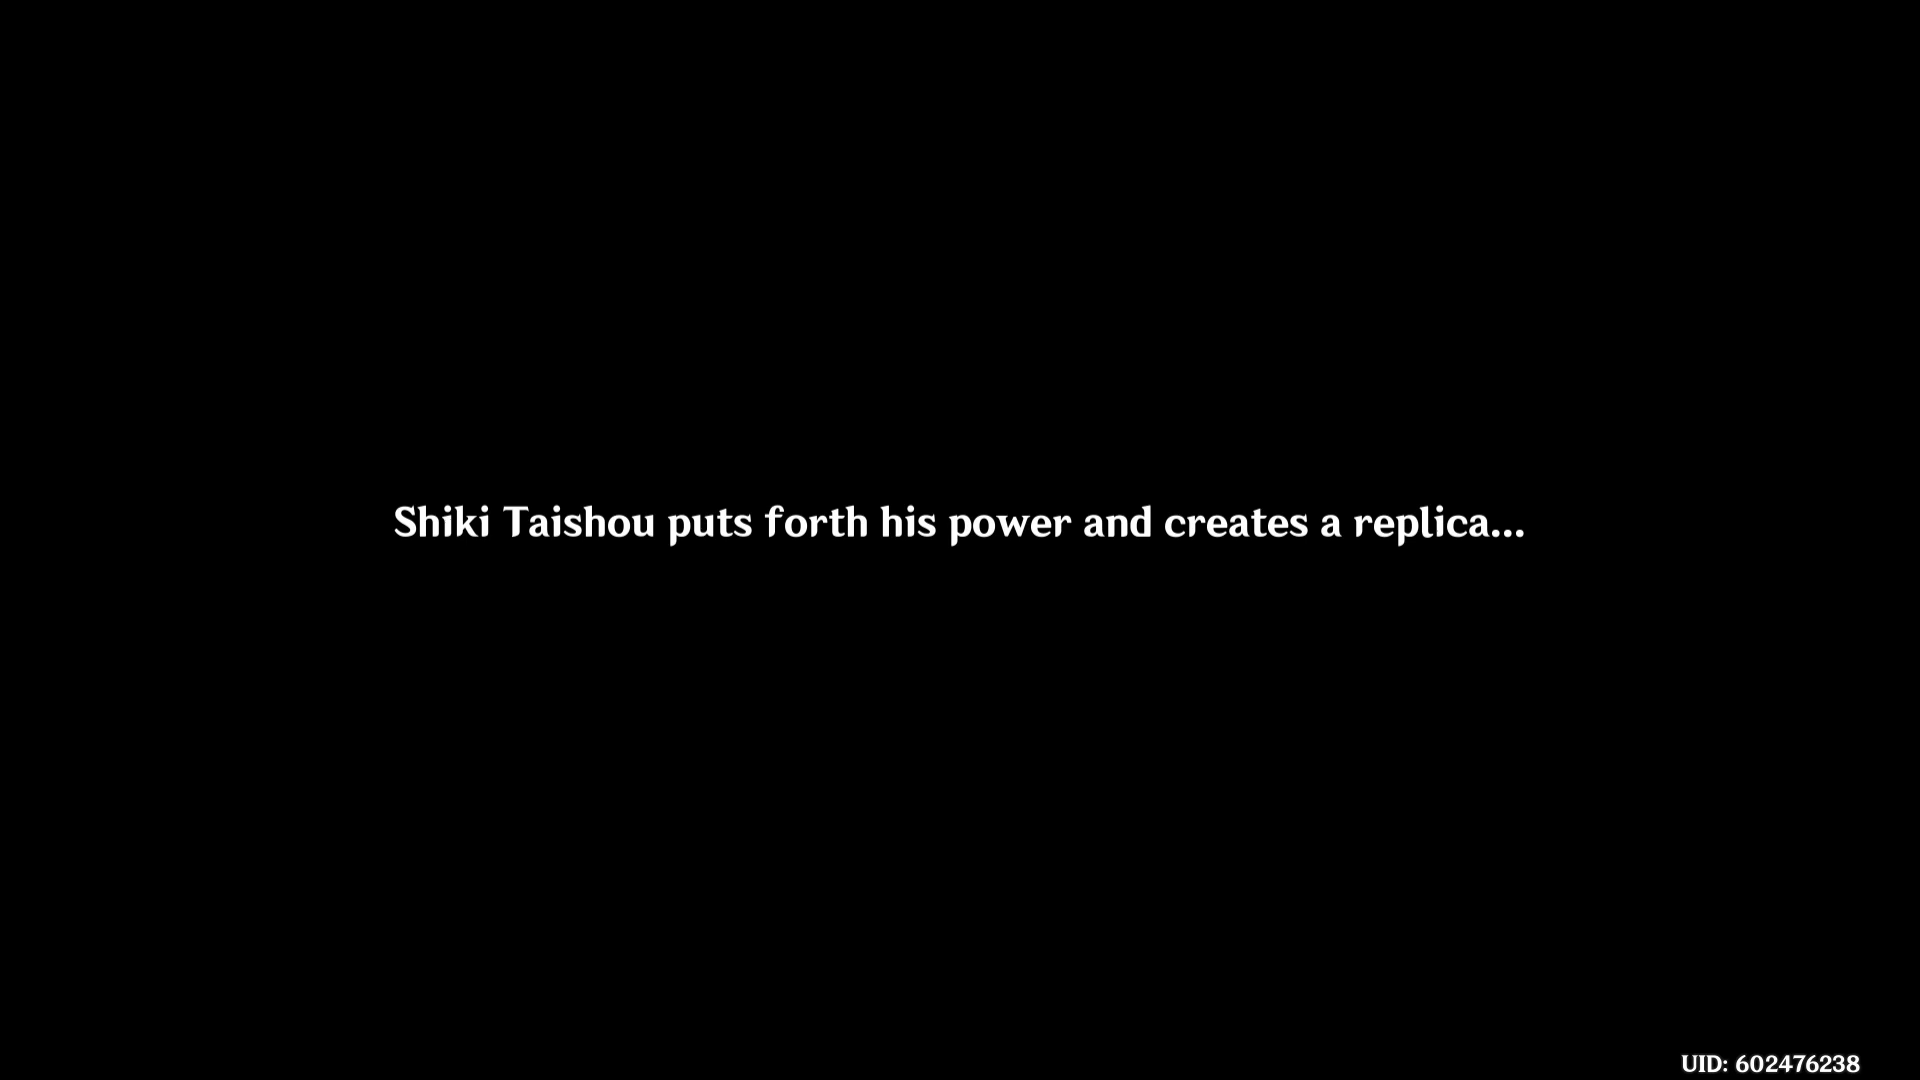 Shiki Taishou puts forth his power and creates a replica...
UID: 602476238